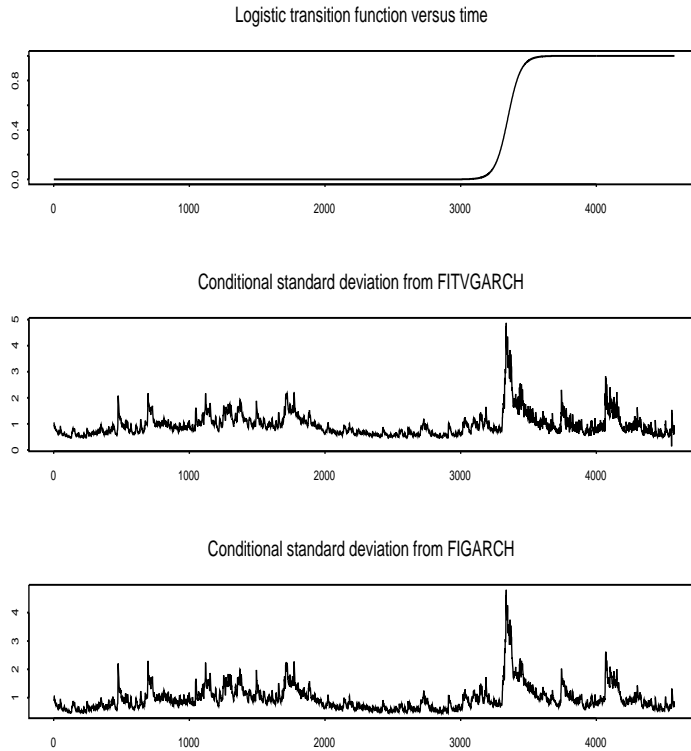 Logistic transition function versus time
0.8
0.4
0.0
0 1000 2000 3000 4000
Conditional standard deviation from FITVGARCH
5
4
3
2
1
0
0 1000 2000 3000 4000
Conditional standard deviation from FIGARCH
4
3
2
1
0 1000 2000 3000 4000